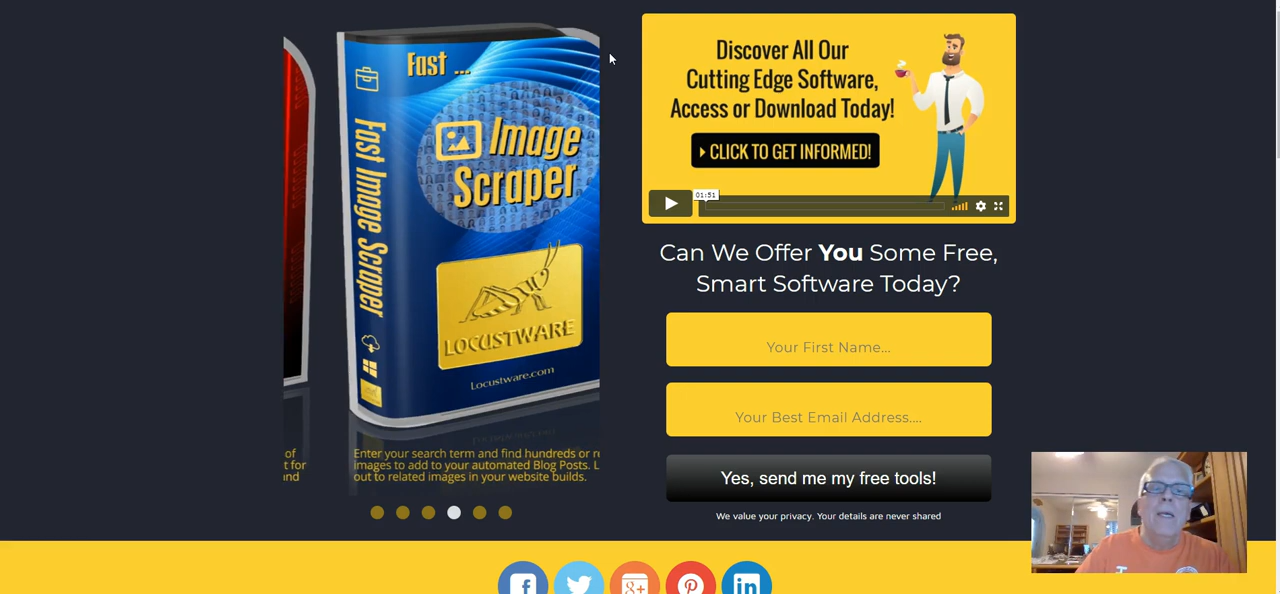 Fast ...
Image
Scraper
Fast Image Scraper
LOCUSTWARE
Locustware.com
of
t for
and
Enter your search term and find hundreds or
images to add to your automated Blog Posts. L
out to related images in your website builds.
Discover All Our
Cutting Edge Software,
Access or Download Today!
CLICK TO GET INFORMED!
01:51
Can We Offer You Some Free,
Smart Software Today?
Your First Name...
Your Best Email Address....
Yes, send me my free tools!
We value your privacy. Your details are never shared